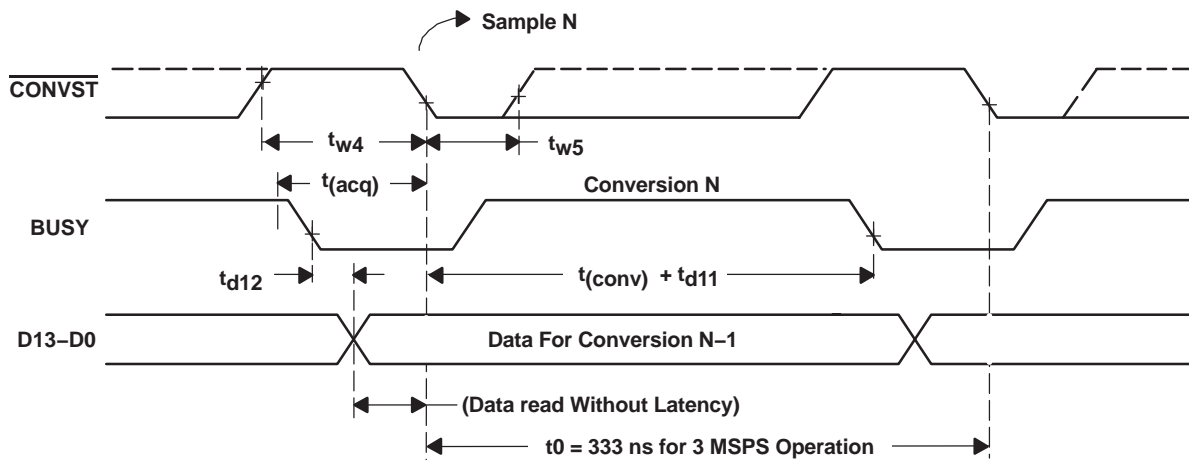 Sample N
CONVST
tw4
tw5
t(acq)
Conversion N
BUSY
td12
t(conv) + td11
D13–D0
Data For Conversion N–1
(Data read Without Latency)
t0 = 333 ns for 3 MSPS Operation